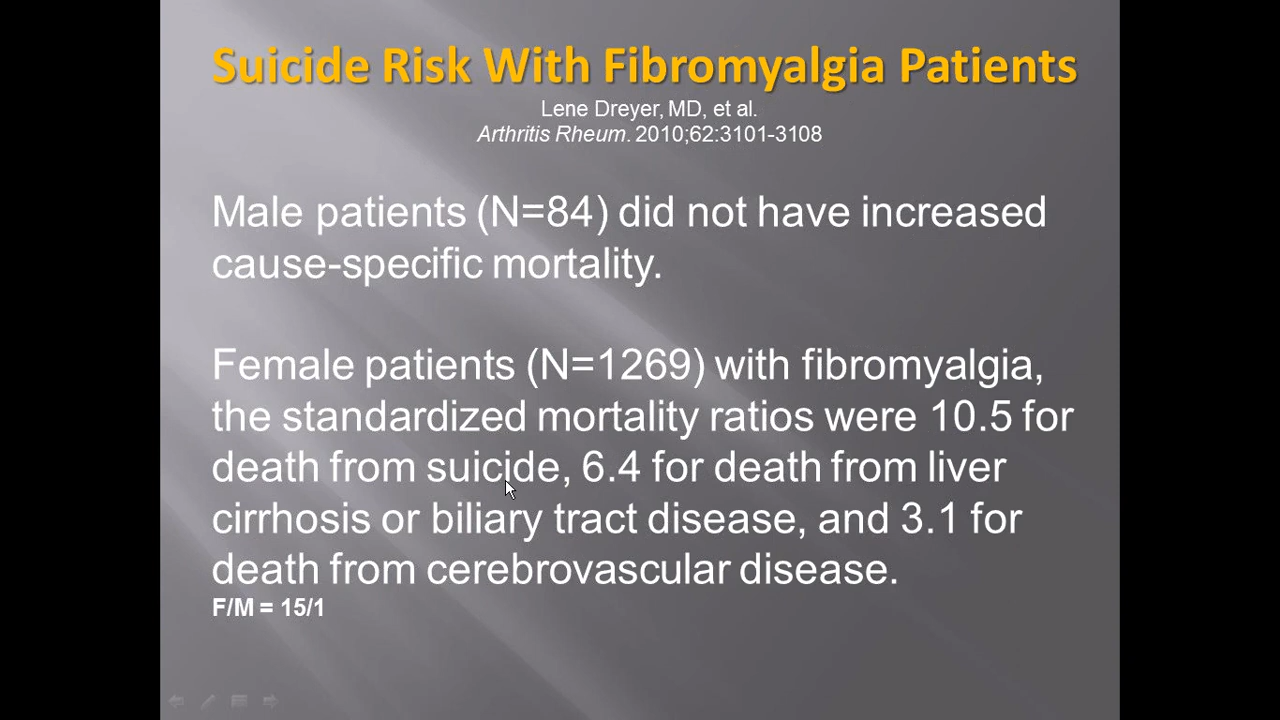 Suicide Risk With Fibromyalgia Patients
Lene Dreyer, MD, et al.
Arthritis Rheum. 2010;62:3101-3108
Male patients (N=84) did not have increased
cause-specific mortality.
Female patients (N=1269) with fibromyalgia,
the standardized mortality ratios were 10.5 for
death from suicide, 6.4 for death from liver
cirrhosis or biliary tract disease, and 3.1 for
death from cerebrovascular disease.
F/M = 15/1